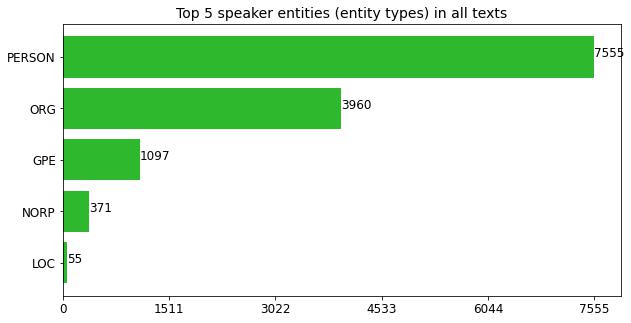 Top 5 speaker entities (entity types) in all texts
PERSON 7555
ORG 3960
GPE 1097
NORP 371
LOC 55
0 1511 3022 4533 6044 7555